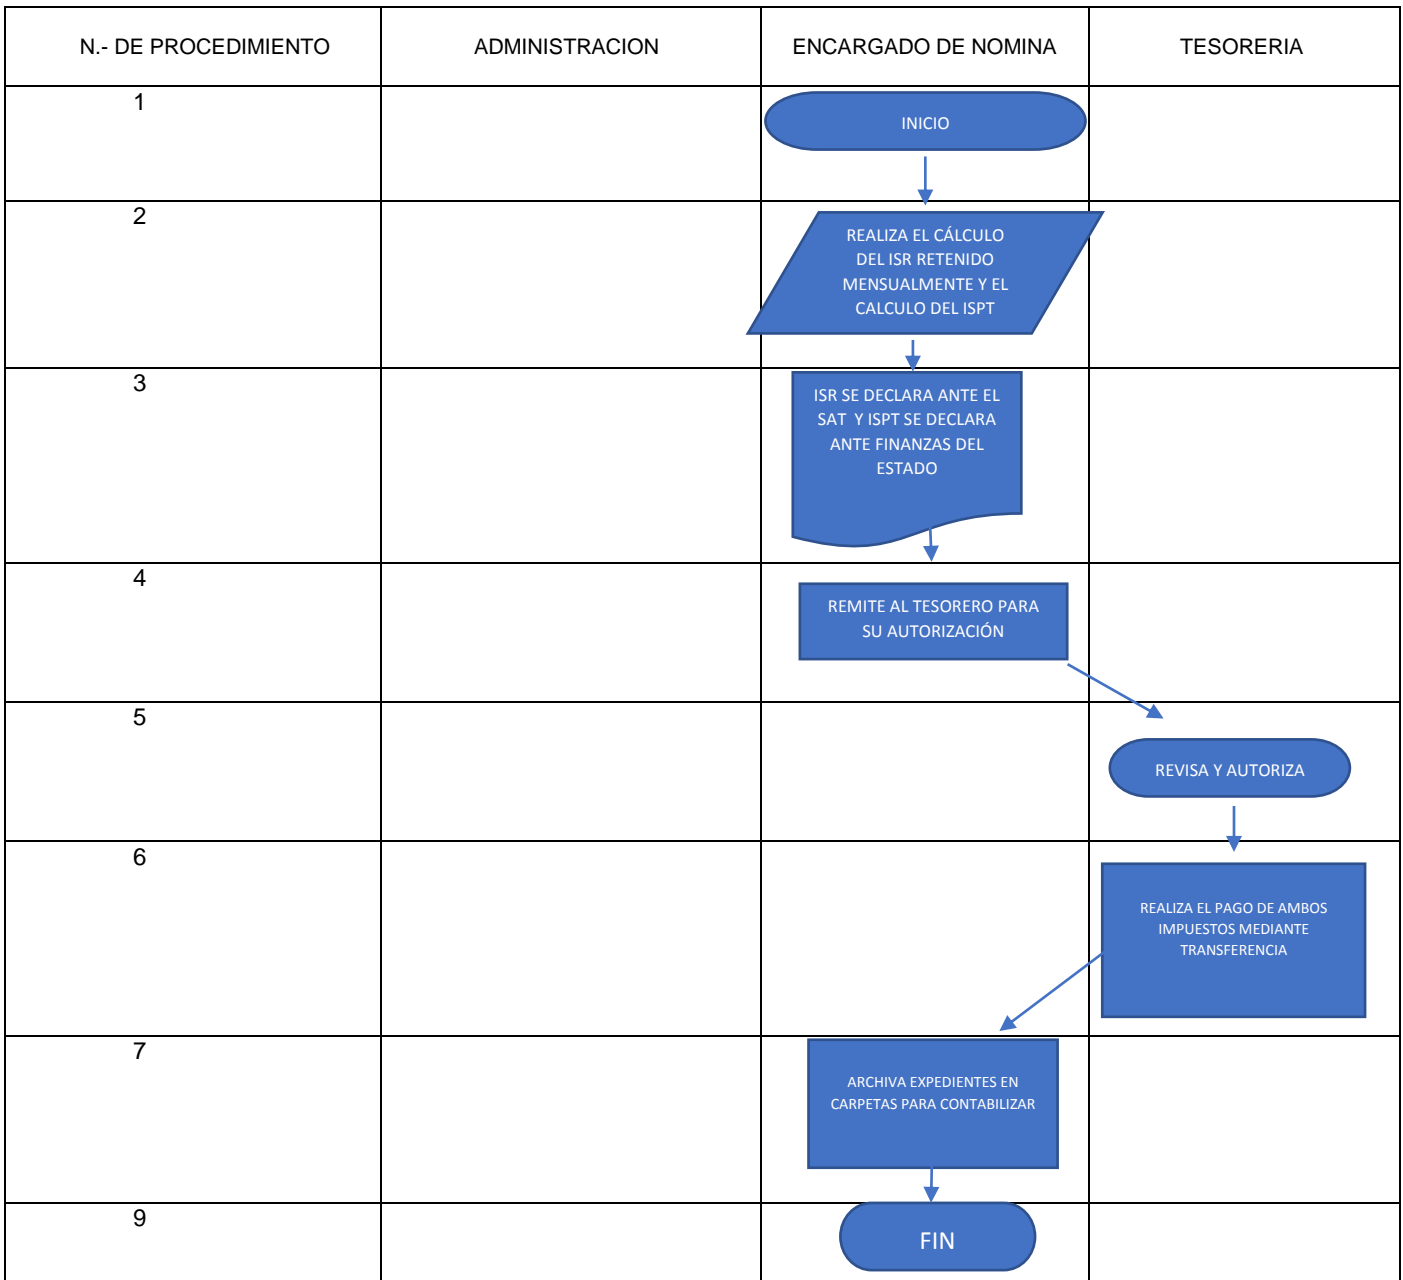 N.- DE PROCEDIMIENTO ADMINISTRACION ENCARGADO DE NOMINA TESORERIA
1
INICIO
2
REALIZA EL CÁLCULO
DEL ISR RETENIDO
MENSUALMENTE Y EL
CALCULO DEL ISPT
3
ISR SE DECLARA ANTE EL
SAT Y ISPT SE DECLARA
ANTE FINANZAS DEL
ESTADO
4
REMITE AL TESORERO PARA
SU AUTORIZACIÓN
5
REVISA Y AUTORIZA
6
REALIZA EL PAGO DE AMBOS
IMPUESTOS MEDIANTE
TRANSFERENCIA
7
ARCHIVA EXPEDIENTES EN
CARPETAS PARA CONTABILIZAR
9
FIN